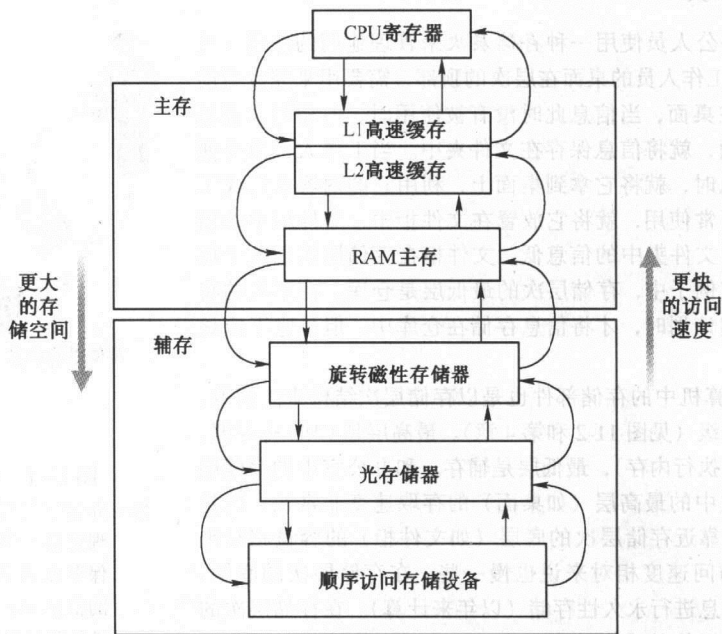 CPU寄存器
主存
L1高速缓存
L2高速缓存
RAM主存
更大
的存
储空间
更快
的访问
速度
辅存
旋转磁性存储器
光存储器
顺序访问存储设备